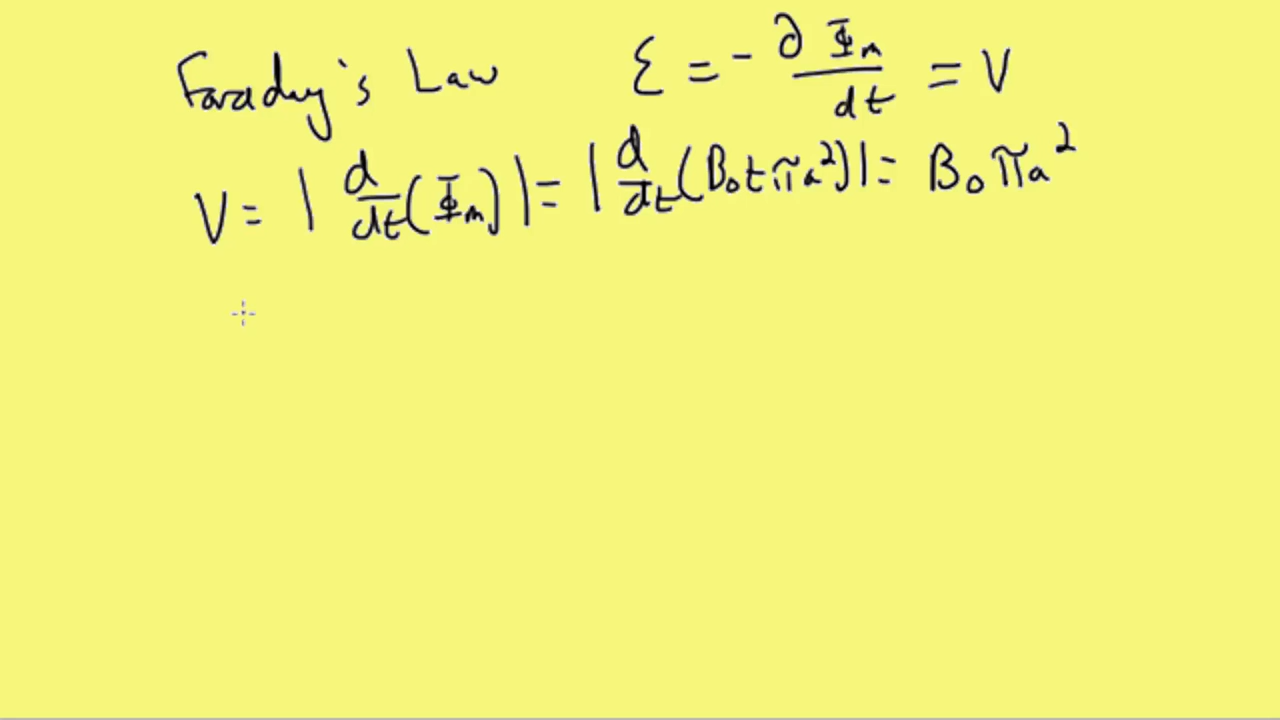 Faraday's Law ℰ = - ∂Φm/dt = V
V = | d/dt (Φm) | = | d/dt (B₀tπa²) | = B₀πa²